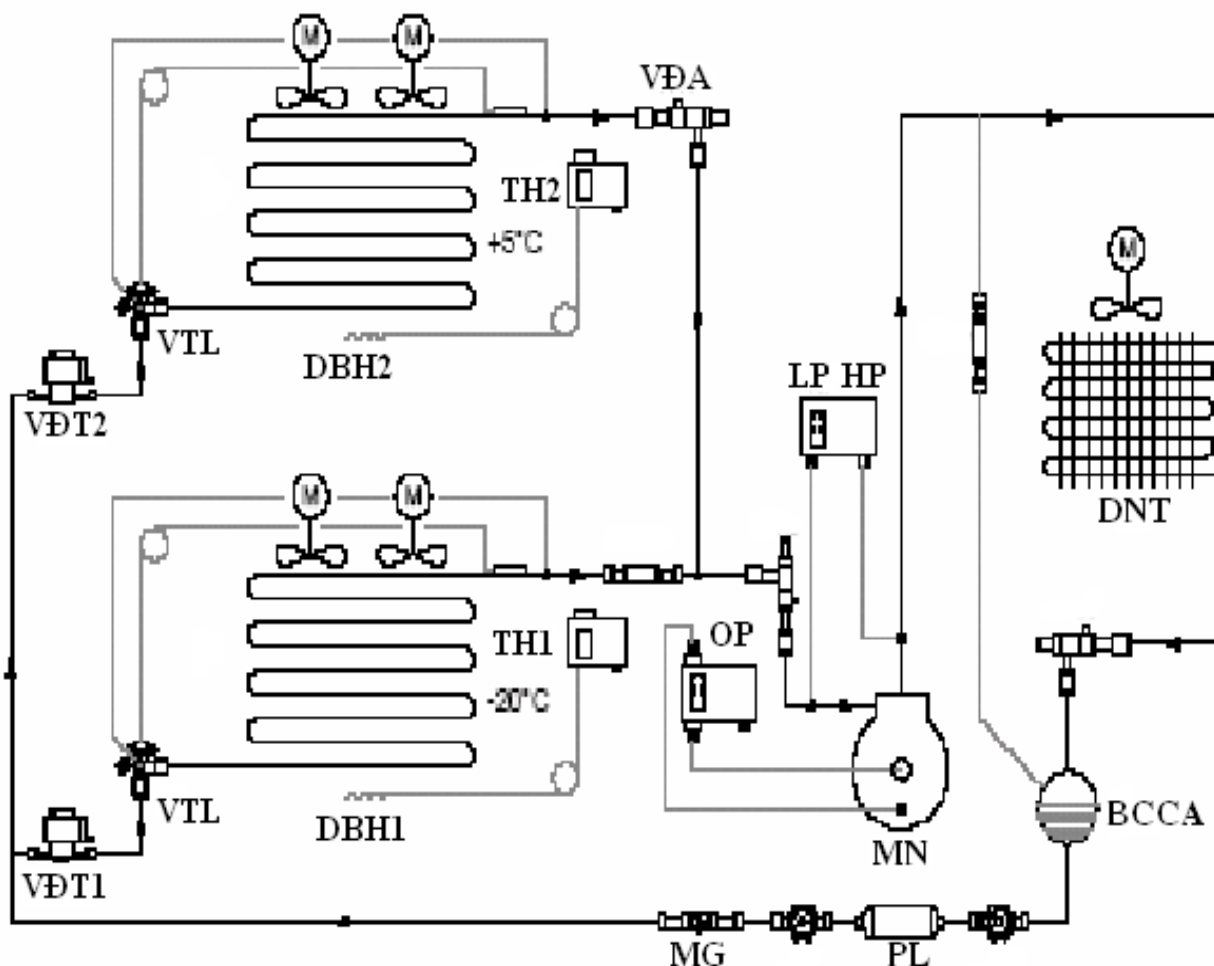 M M
VĐA
TH2
+5°C
M
VTL
DBH2
LP HP
VĐT2
M M
DNT
TH1
OP
-20°C
VTL
DBH1
BCCA
MN
VĐT1
MG
PL